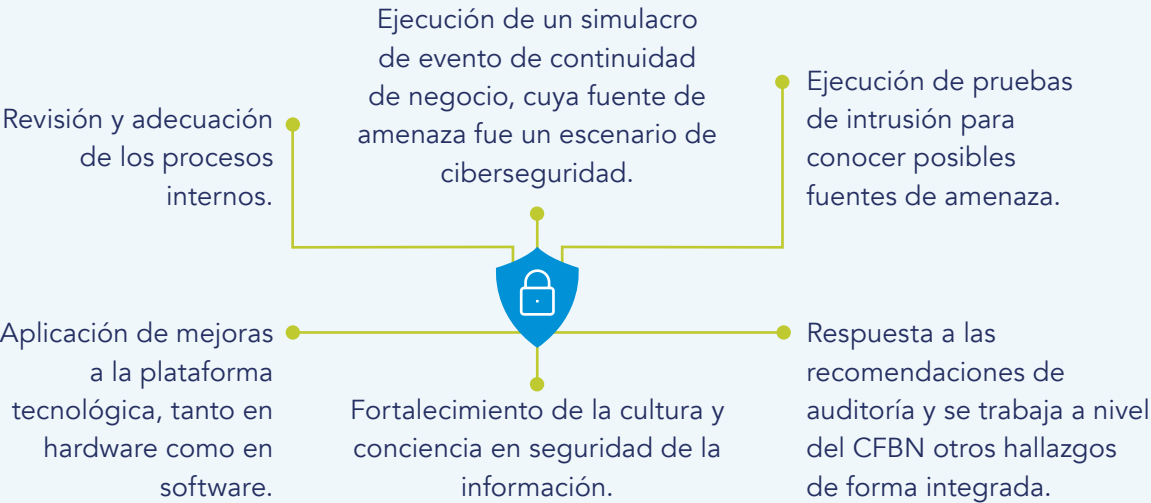 Ejecución de un simulacro
de evento de continuidad
de negocio, cuya fuente de
amenaza fue un escenario de
ciberseguridad.
Revisión y adecuación
de los procesos
internos.
Ejecución de pruebas
de intrusión para
conocer posibles
fuentes de amenaza.
Aplicación de mejoras
a la plataforma
tecnológica, tanto en
hardware como en
software.
Fortalecimiento de la cultura y
conciencia en seguridad de la
información.
Respuesta a las
recomendaciones de
auditoría y se trabaja a nivel
del CFBN otros hallazgos
de forma integrada.